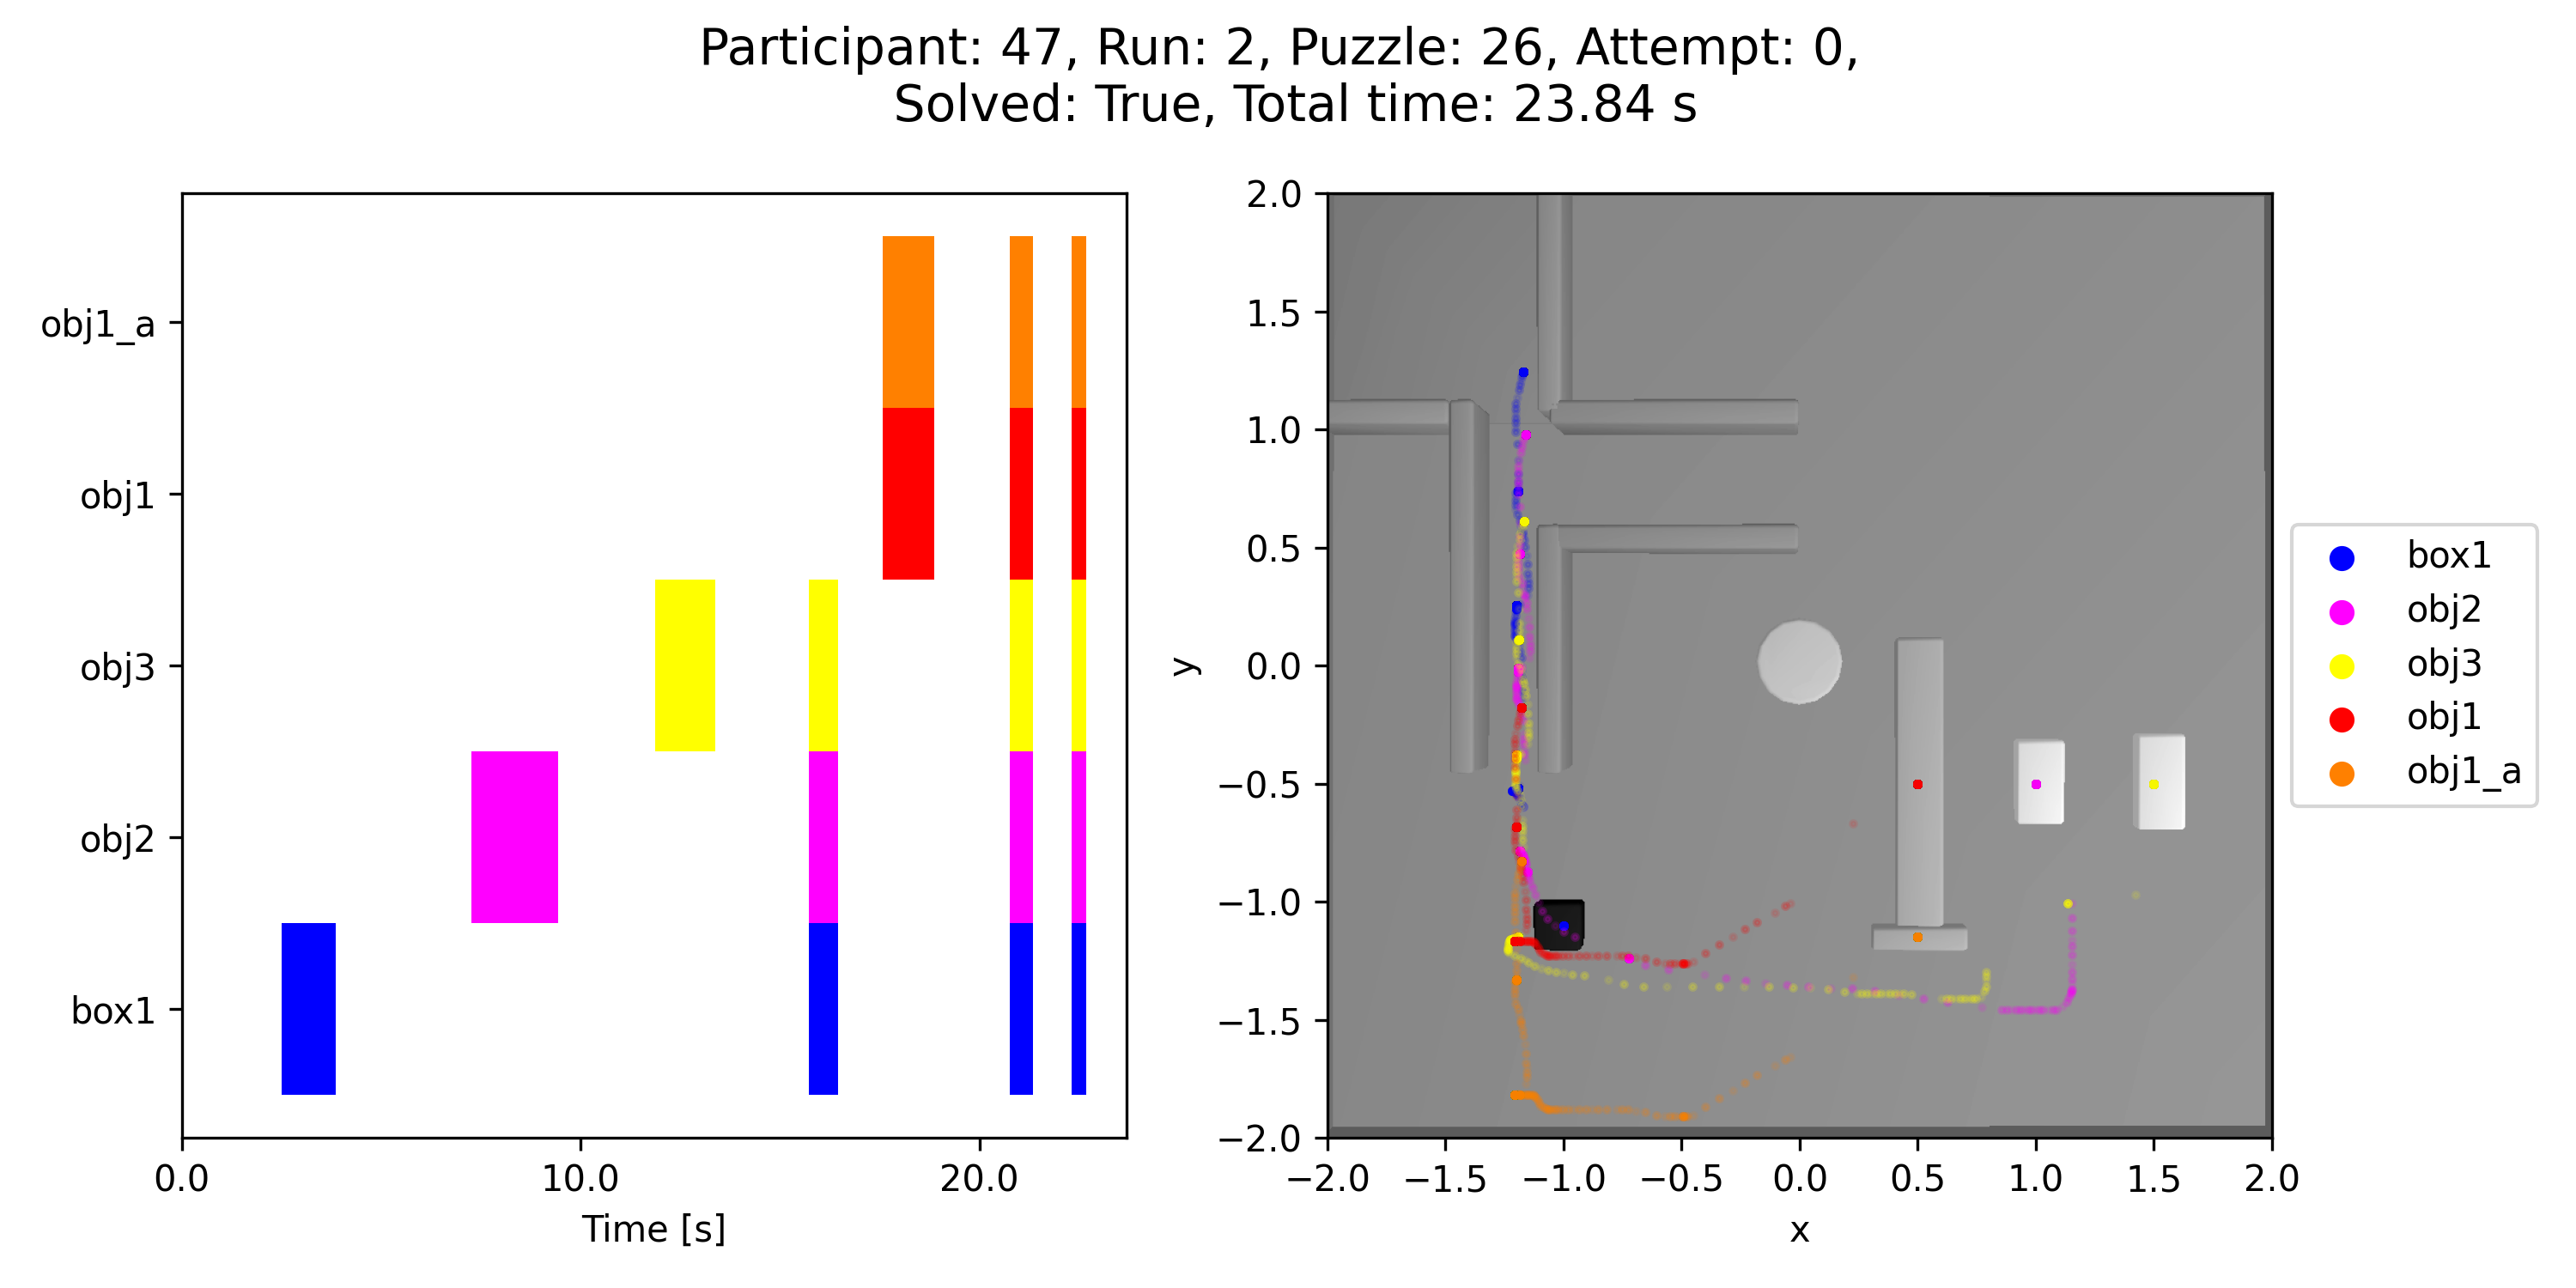 Participant: 47, Run: 2, Puzzle: 26, Attempt: 0,
Solved: True, Total time: 23.84 s
obj1_a
obj1
obj3
obj2
box1
0.0 10.0 20.0
Time [s]
2.0
1.5
1.0
0.5
0.0
−0.5
−1.0
−1.5
−2.0
y
−2.0 −1.5 −1.0 −0.5 0.0 0.5 1.0 1.5 2.0
x
box1
obj2
obj3
obj1
obj1_a